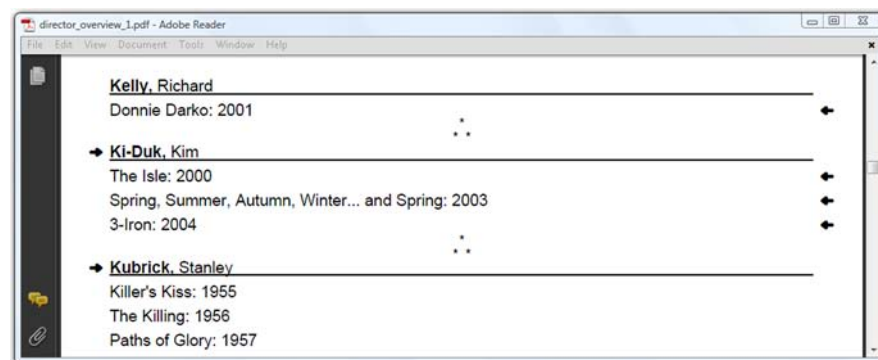 director_overview_1.pdf - Adobe Reader
File Edit View Document Tools Window Help
Kelly, Richard
Donnie Darko: 2001
Ki-Duk, Kim
The Isle: 2000
Spring, Summer, Autumn, Winter... and Spring: 2003
3-Iron: 2004
Kubrick, Stanley
Killer's Kiss: 1955
The Killing: 1956
Paths of Glory: 1957